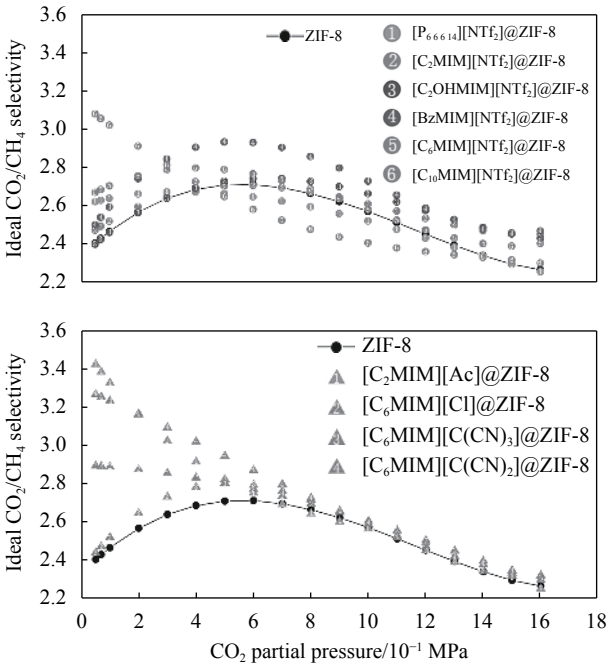 3.6
3.4
3.2
3.0
2.8
2.6
2.4
2.2
Ideal CO₂/CH₄ selectivity
ZIF-8
1 [P₆ ₆ ₆ ₁₄][NTf₂]@ZIF-8
2 [C₂MIM][NTf₂]@ZIF-8
3 [C₂OHMIM][NTf₂]@ZIF-8
4 [BzMIM][NTf₂]@ZIF-8
5 [C₆MIM][NTf₂]@ZIF-8
6 [C₁₀MIM][NTf₂]@ZIF-8
3.6
3.4
3.2
3.0
2.8
2.6
2.4
2.2
Ideal CO₂/CH₄ selectivity
ZIF-8
[C₂MIM][Ac]@ZIF-8
[C₆MIM][Cl]@ZIF-8
[C₆MIM][C(CN)₃]@ZIF-8
[C₆MIM][C(CN)₂]@ZIF-8
0 2 4 6 8 10 12 14 16 18
CO₂ partial pressure/10⁻¹ MPa